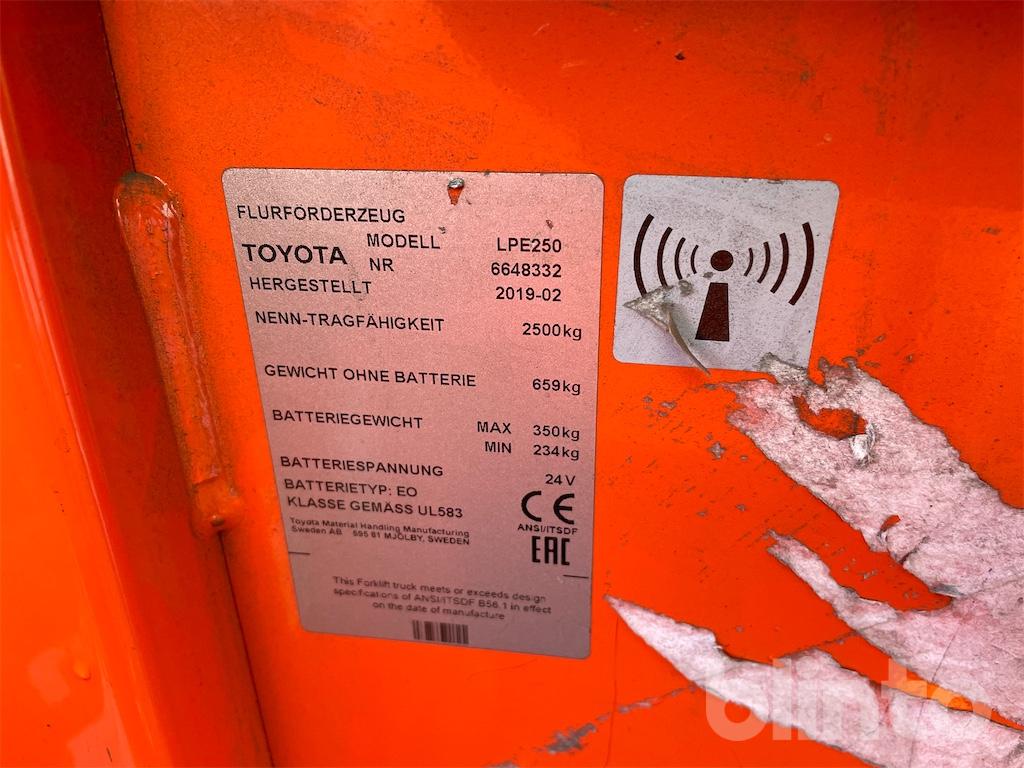 FLURFÖRDERZEUG
TOYOTA MODELL LPE250
NR 6648332
HERGESTELLT 2019-02
NENN-TRAGFÄHIGKEIT 2500kg
GEWICHT OHNE BATTERIE 659kg
BATTERIEGEWICHT MAX 350kg
MIN 234kg
BATTERIESPANNUNG 24V
BATTERIETYP: EO
KLASSE GEMÄSS UL583
CE
ANSI/ITSDF
EAC
Toyota Material Handling Manufacturing
Sweden AB 595 81 MJÖLBY, SWEDEN
This Forklift truck meets or exceeds design
specifications of ANSI/ITSDF B56.1 in effect
on the date of manufacture
blinto